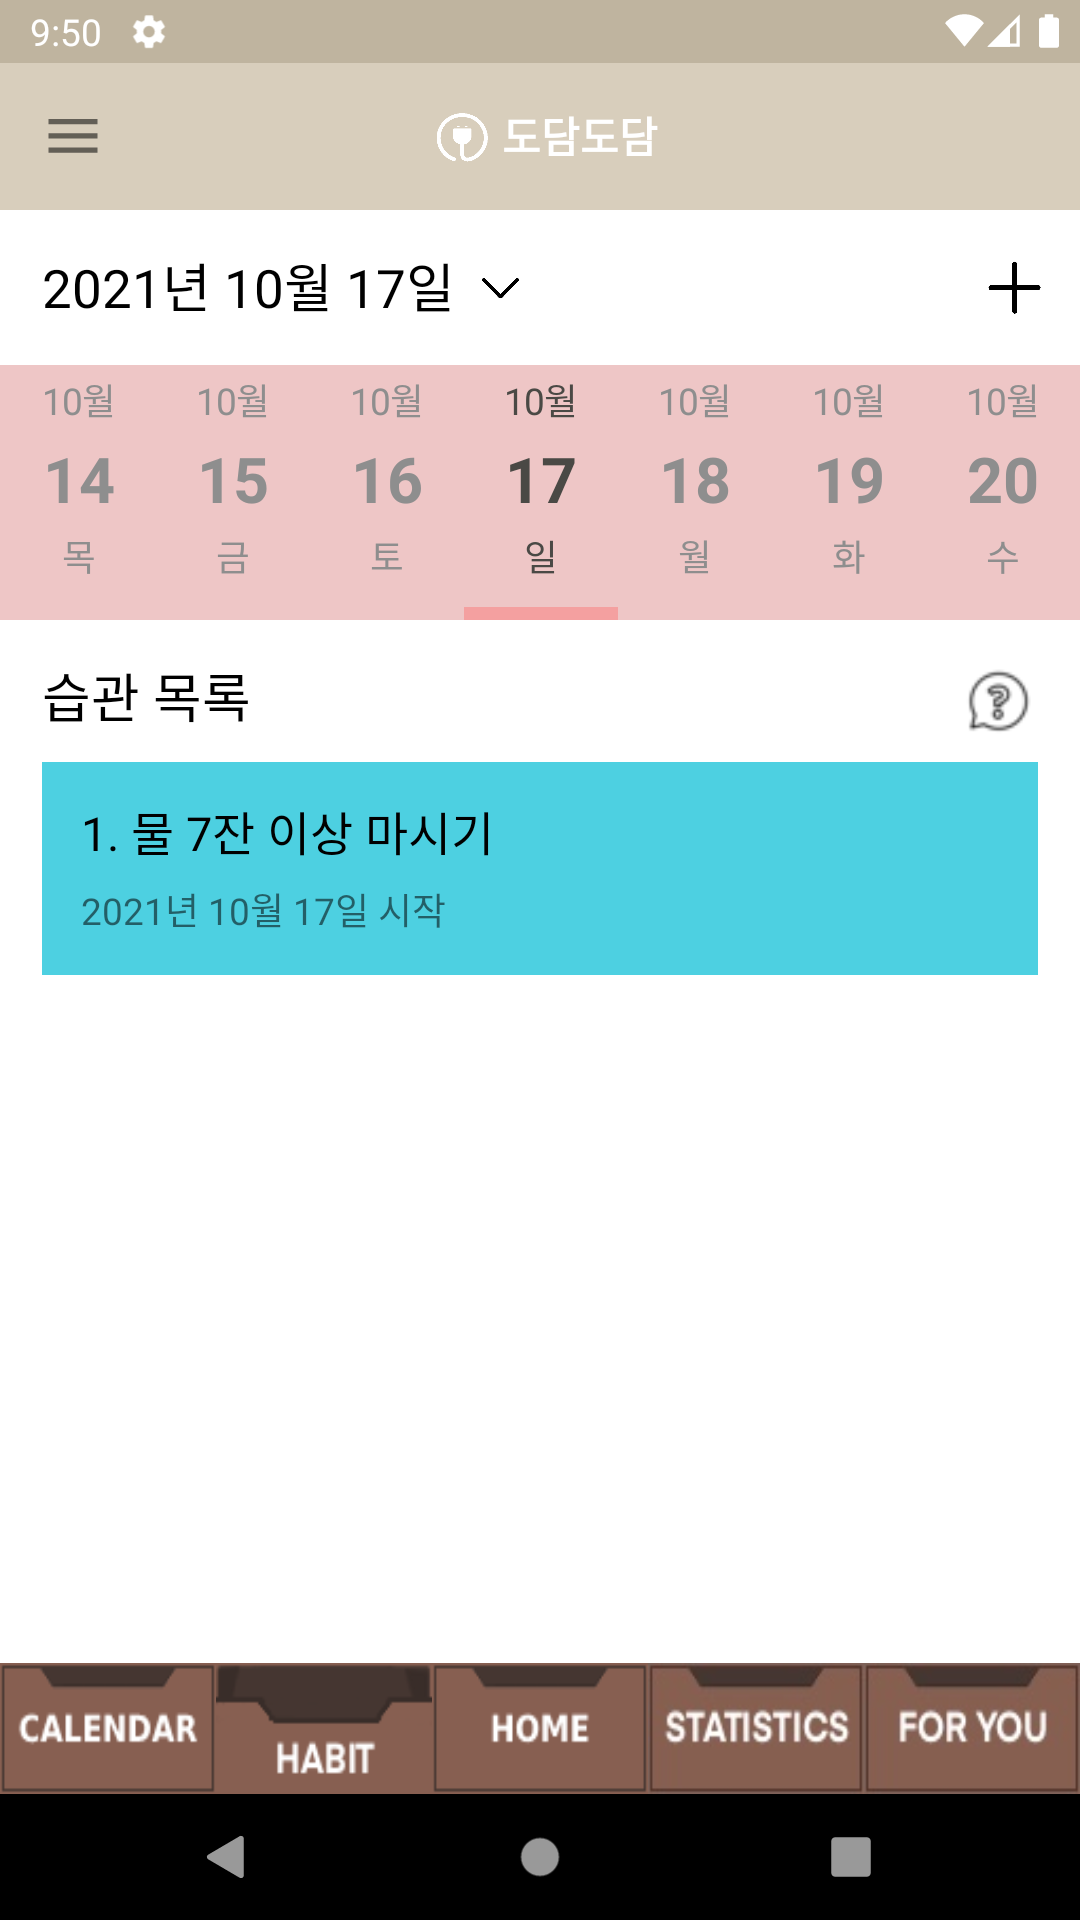 9:50
도담도담
2021년 10월 17일
10월 10월 10월 10월 10월 10월 10월
14 15 16 17 18 19 20
목 금 토 일 월 화 수
습관 목록
1. 물 7잔 이상 마시기
2021년 10월 17일 시작
CALENDAR HABIT HOME STATISTICS FOR YOU